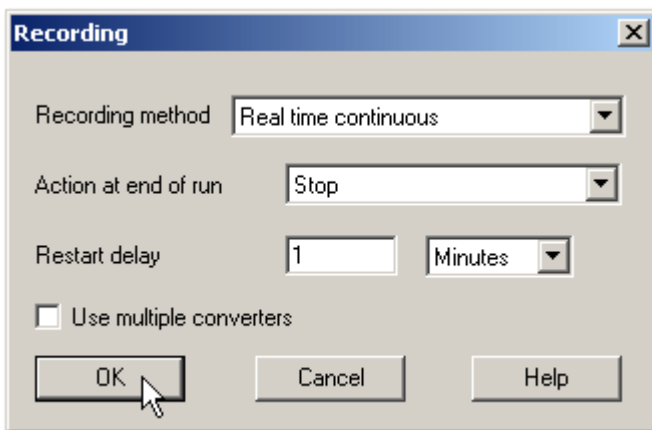 Recording
Recording method Real time continuous
Action at end of run Stop
Restart delay 1 Minutes
Use multiple converters
OK Cancel Help